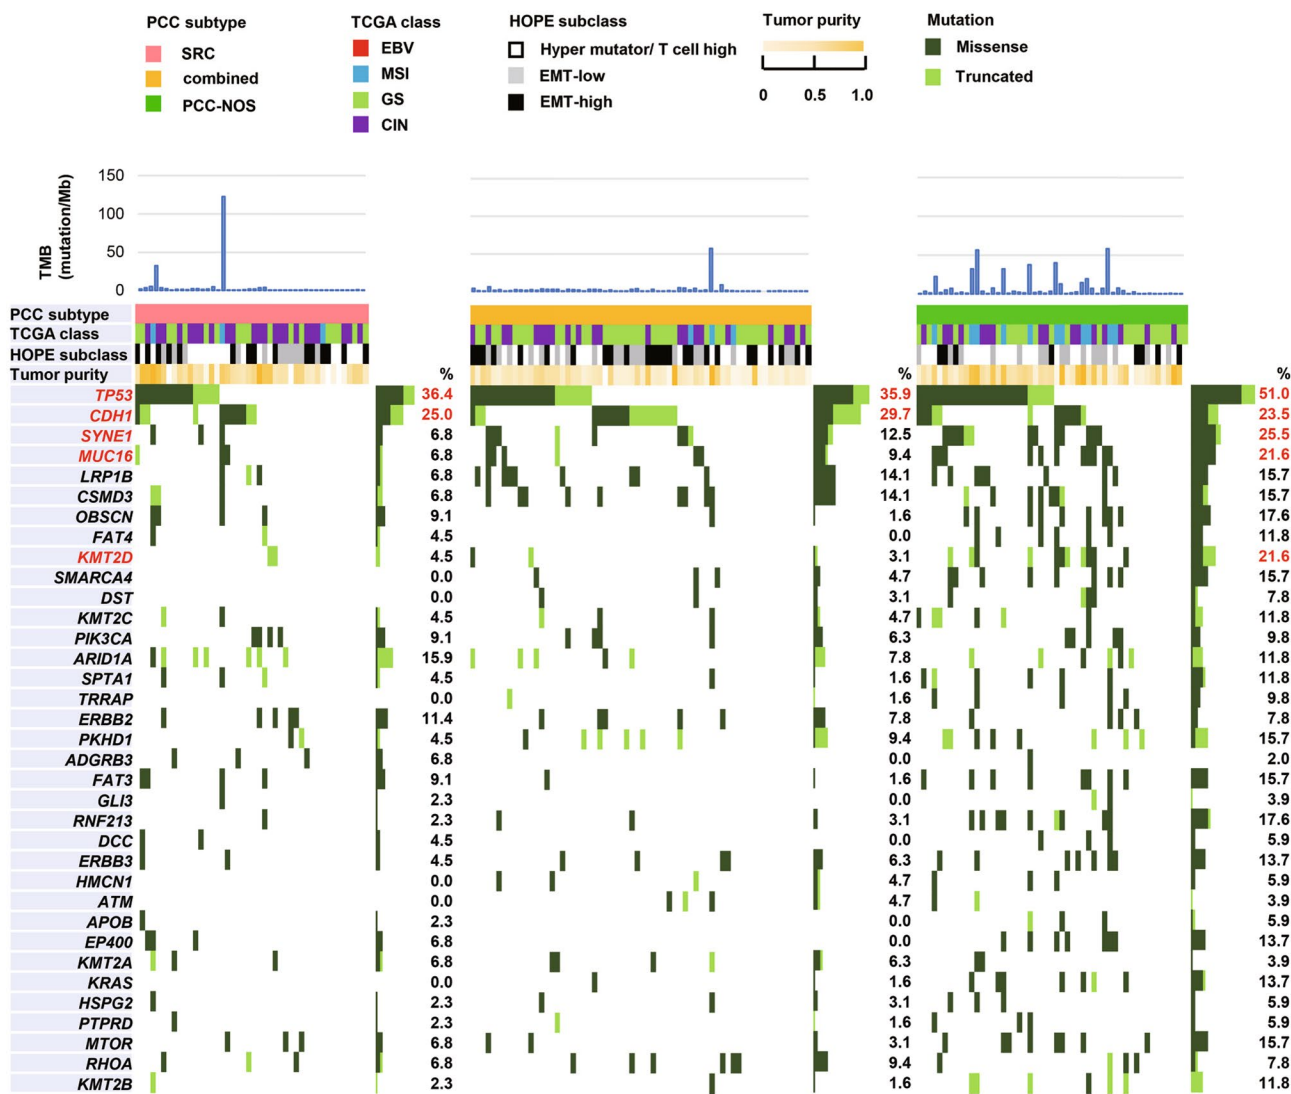 PCC subtype
SRC
combined
PCC-NOS
TCGA class
EBV
MSI
GS
CIN
HOPE subclass
Hyper mutator/ T cell high
EMT-low
EMT-high
Tumor purity
0 0.5 1.0
Mutation
Missense
Truncated
TMB
(mutation/Mb)
150
100
50
0
PCC subtype
TCGA class
HOPE subclass
Tumor purity
% % %
TP53 36.4 35.9 51.0
CDH1 25.0 29.7 23.5
SYNE1 6.8 12.5 25.5
MUC16 6.8 9.4 21.6
LRP1B 6.8 14.1 15.7
CSMD3 6.8 14.1 15.7
OBSCN 9.1 1.6 17.6
FAT4 4.5 0.0 11.8
KMT2D 4.5 3.1 21.6
SMARCA4 0.0 4.7 15.7
DST 0.0 3.1 7.8
KMT2C 4.5 4.7 11.8
PIK3CA 9.1 6.3 9.8
ARID1A 15.9 7.8 11.8
SPTA1 4.5 1.6 11.8
TRRAP 0.0 1.6 9.8
ERBB2 11.4 7.8 7.8
PKHD1 4.5 9.4 15.7
ADGRB3 6.8 0.0 2.0
FAT3 9.1 1.6 15.7
GLI3 2.3 0.0 3.9
RNF213 2.3 3.1 17.6
DCC 4.5 0.0 5.9
ERBB3 4.5 6.3 13.7
HMCN1 0.0 4.7 5.9
ATM 0.0 4.7 3.9
APOB 2.3 0.0 5.9
EP400 6.8 0.0 13.7
KMT2A 6.8 6.3 3.9
KRAS 0.0 1.6 13.7
HSPG2 2.3 3.1 5.9
PTPRD 2.3 1.6 5.9
MTOR 6.8 3.1 15.7
RHOA 6.8 9.4 7.8
KMT2B 2.3 1.6 11.8